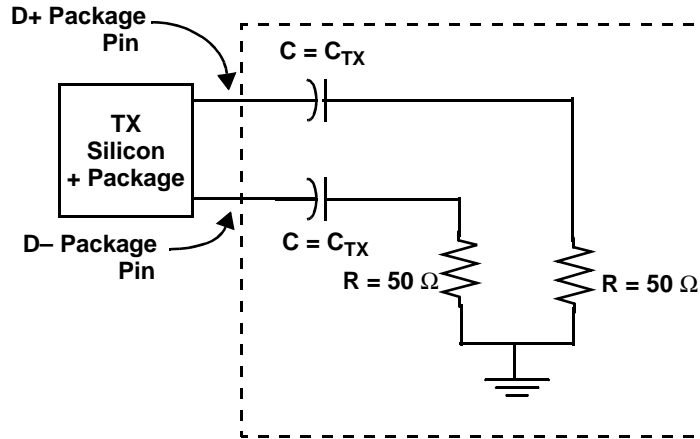 D+ Package
Pin
C = CTX
TX
Silicon
+ Package
D– Package
Pin
C = CTX
R = 50 Ω
R = 50 Ω